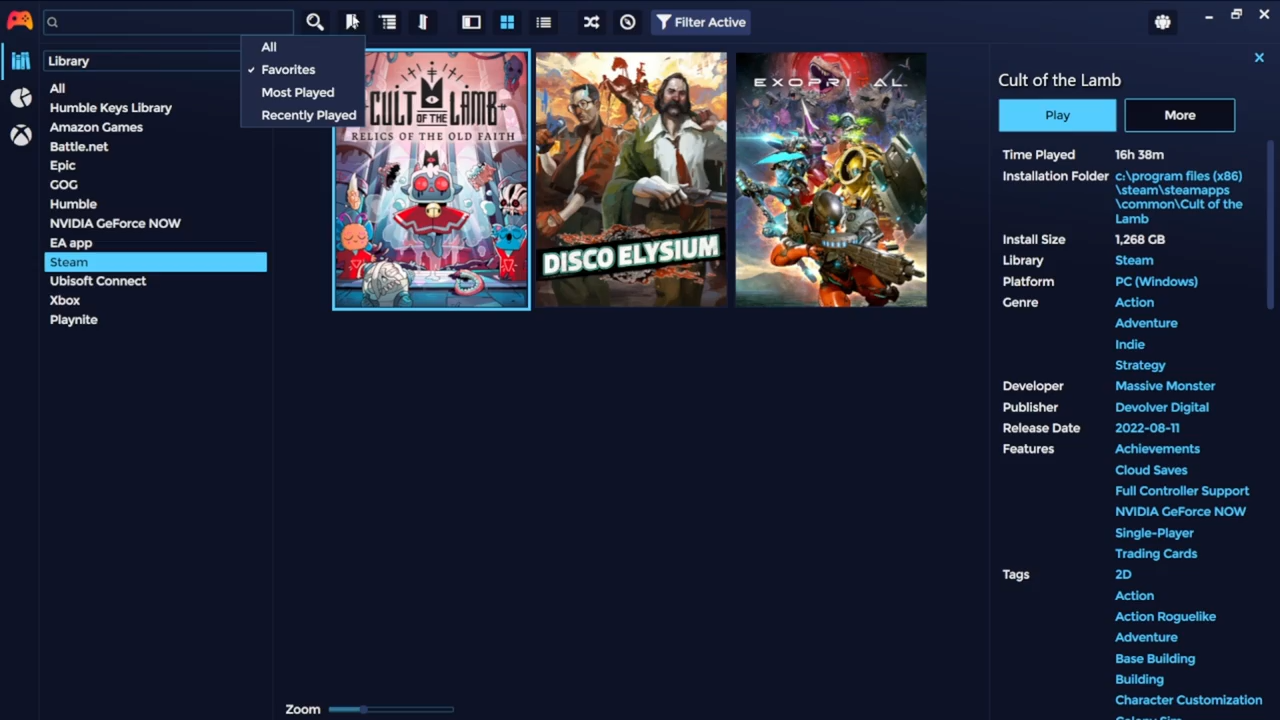 Filter Active
All
Favorites
Most Played
Recently Played
Library
All
Humble Keys Library
Amazon Games
Battle.net
Epic
GOG
Humble
NVIDIA GeForce NOW
EA app
Steam
Ubisoft Connect
Xbox
Playnite
CULT OF THE LAMB
RELICS OF THE OLD FAITH
DISCO ELYSIUM
EXOPRIMAL
Cult of the Lamb
Play
More
Time Played 16h 38m
Installation Folder c:\program files (x86)
\steam\steamapps
\common\Cult of the
Lamb
Install Size 1,268 GB
Library Steam
Platform PC (Windows)
Genre Action
Adventure
Indie
Strategy
Developer Massive Monster
Publisher Devolver Digital
Release Date 2022-08-11
Features Achievements
Cloud Saves
Full Controller Support
NVIDIA GeForce NOW
Single-Player
Trading Cards
Tags 2D
Action
Action Roguelike
Adventure
Base Building
Building
Character Customization
Zoom